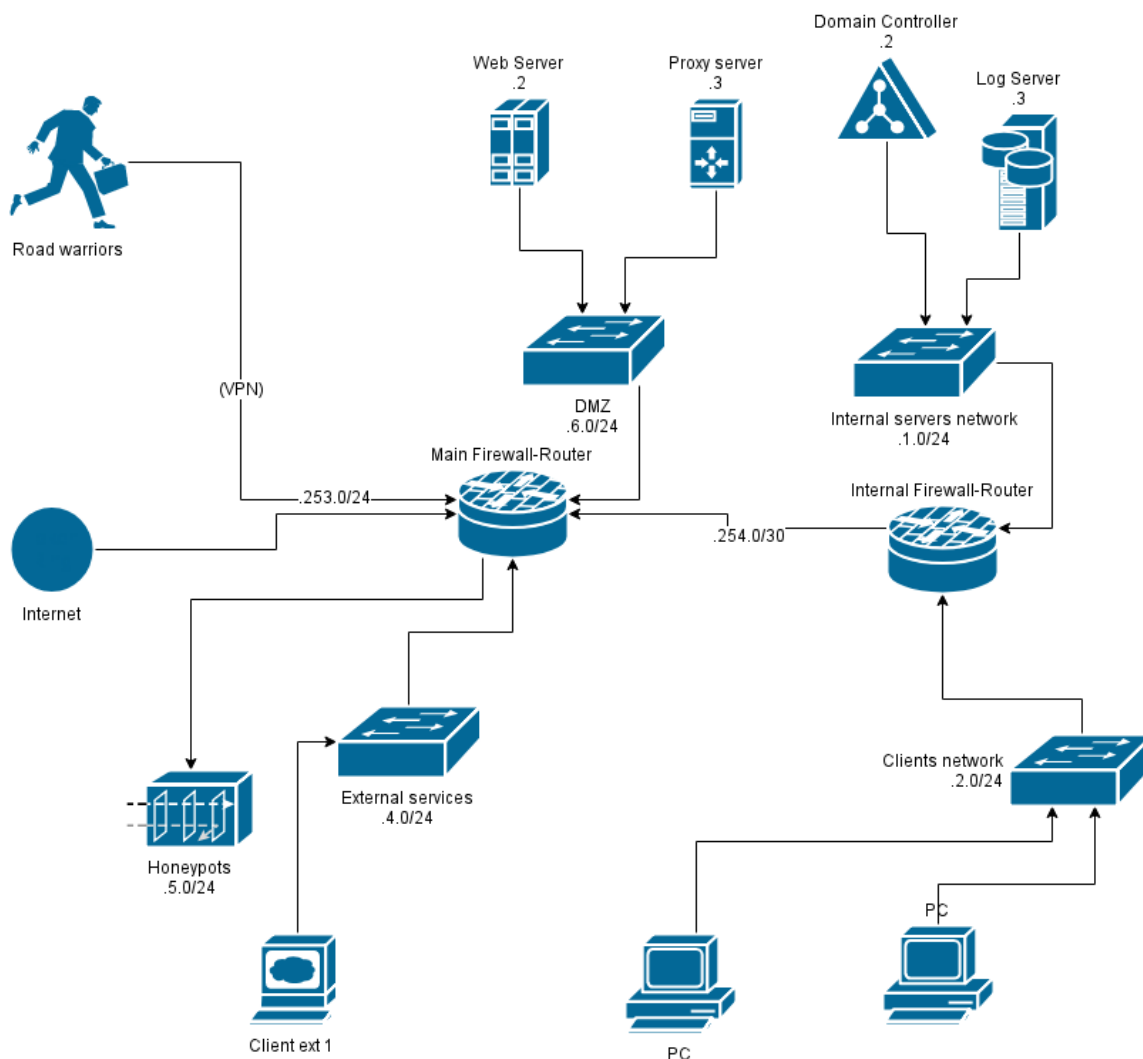 Domain Controller
.2
Web Server
.2
Proxy server
.3
Log Server
.3
Road warriors
(VPN)
DMZ
.6.0/24
Internal servers network
.1.0/24
Main Firewall-Router
Internal Firewall-Router
.253.0/24
.254.0/30
Internet
Clients network
.2.0/24
External services
.4.0/24
Honeypots
.5.0/24
PC
Client ext 1
PC